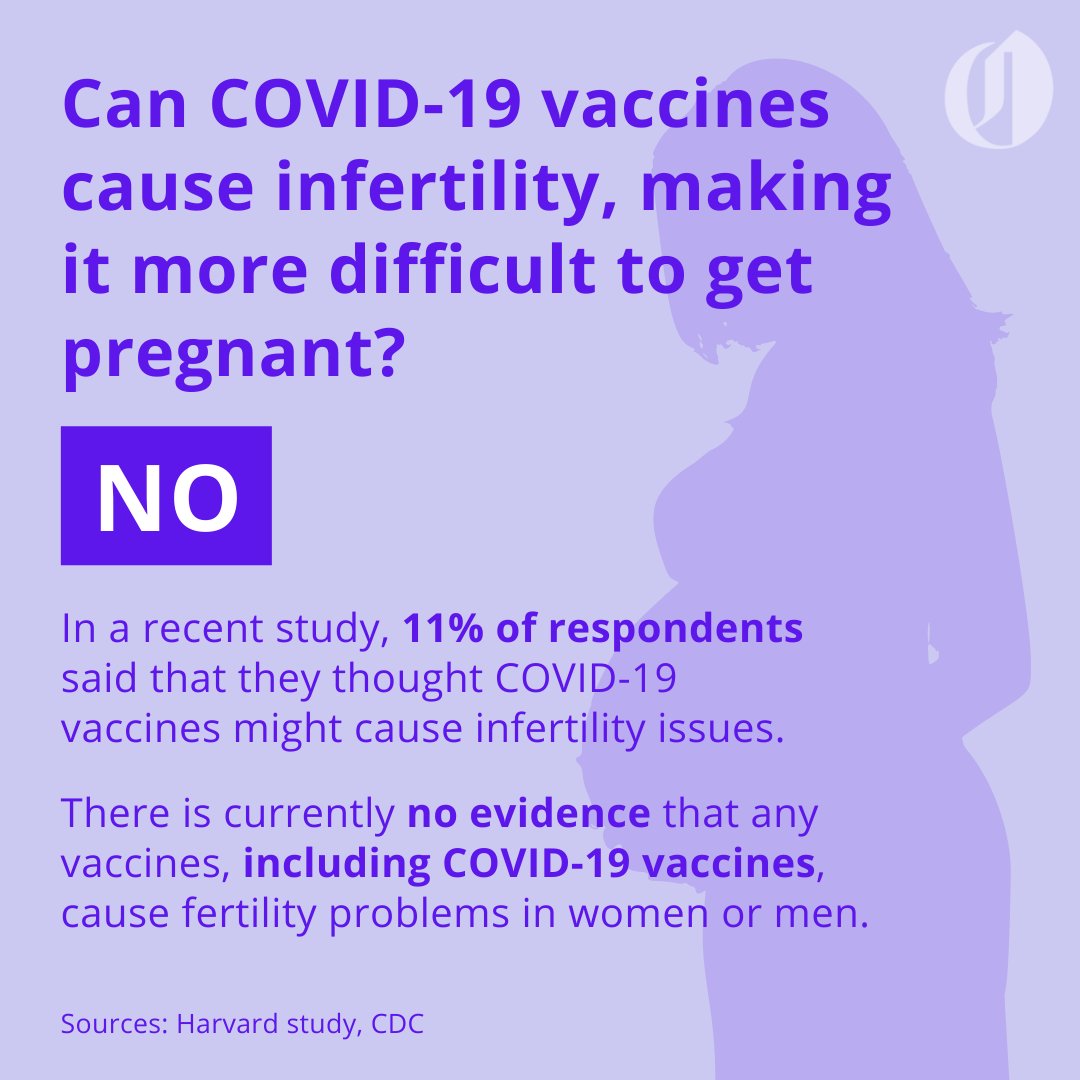 Can COVID-19 vaccines
cause infertility, making
it more difficult to get
pregnant?
NO
In a recent study, 11% of respondents
said that they thought COVID-19
vaccines might cause infertility issues.
There is currently no evidence that any
vaccines, including COVID-19 vaccines,
cause fertility problems in women or men.
Sources: Harvard study, CDC